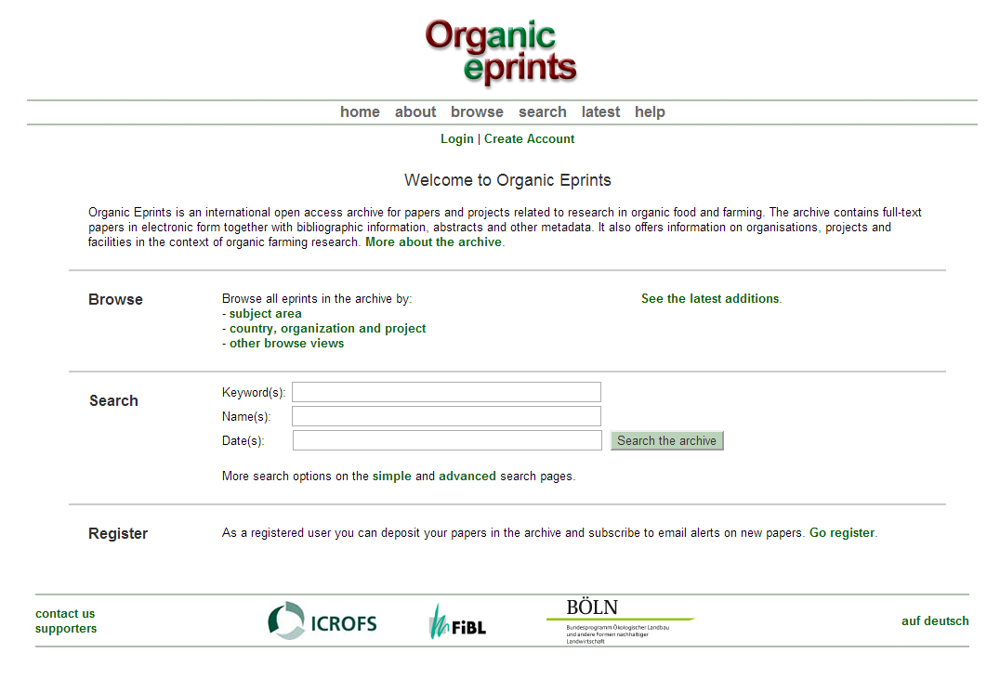 Organic
eprints
home about browse search latest help
Login | Create Account
Welcome to Organic Eprints
Organic Eprints is an international open access archive for papers and projects related to research in organic food and farming. The archive contains full-text
papers in electronic form together with bibliographic information, abstracts and other metadata. It also offers information on organisations, projects and
facilities in the context of organic farming research. More about the archive.
Browse
Browse all eprints in the archive by:
- subject area
- country, organization and project
- other browse views
See the latest additions.
Search
Keyword(s):
Name(s):
Date(s):
Search the archive
More search options on the simple and advanced search pages.
Register
As a registered user you can deposit your papers in the archive and subscribe to email alerts on new papers. Go register.
contact us
supporters
ICROFS
FiBL
BÖLN
Bundesprogramm Ökologischer Landbau
und andere Formen nachhaltiger
Landwirtschaft
auf deutsch